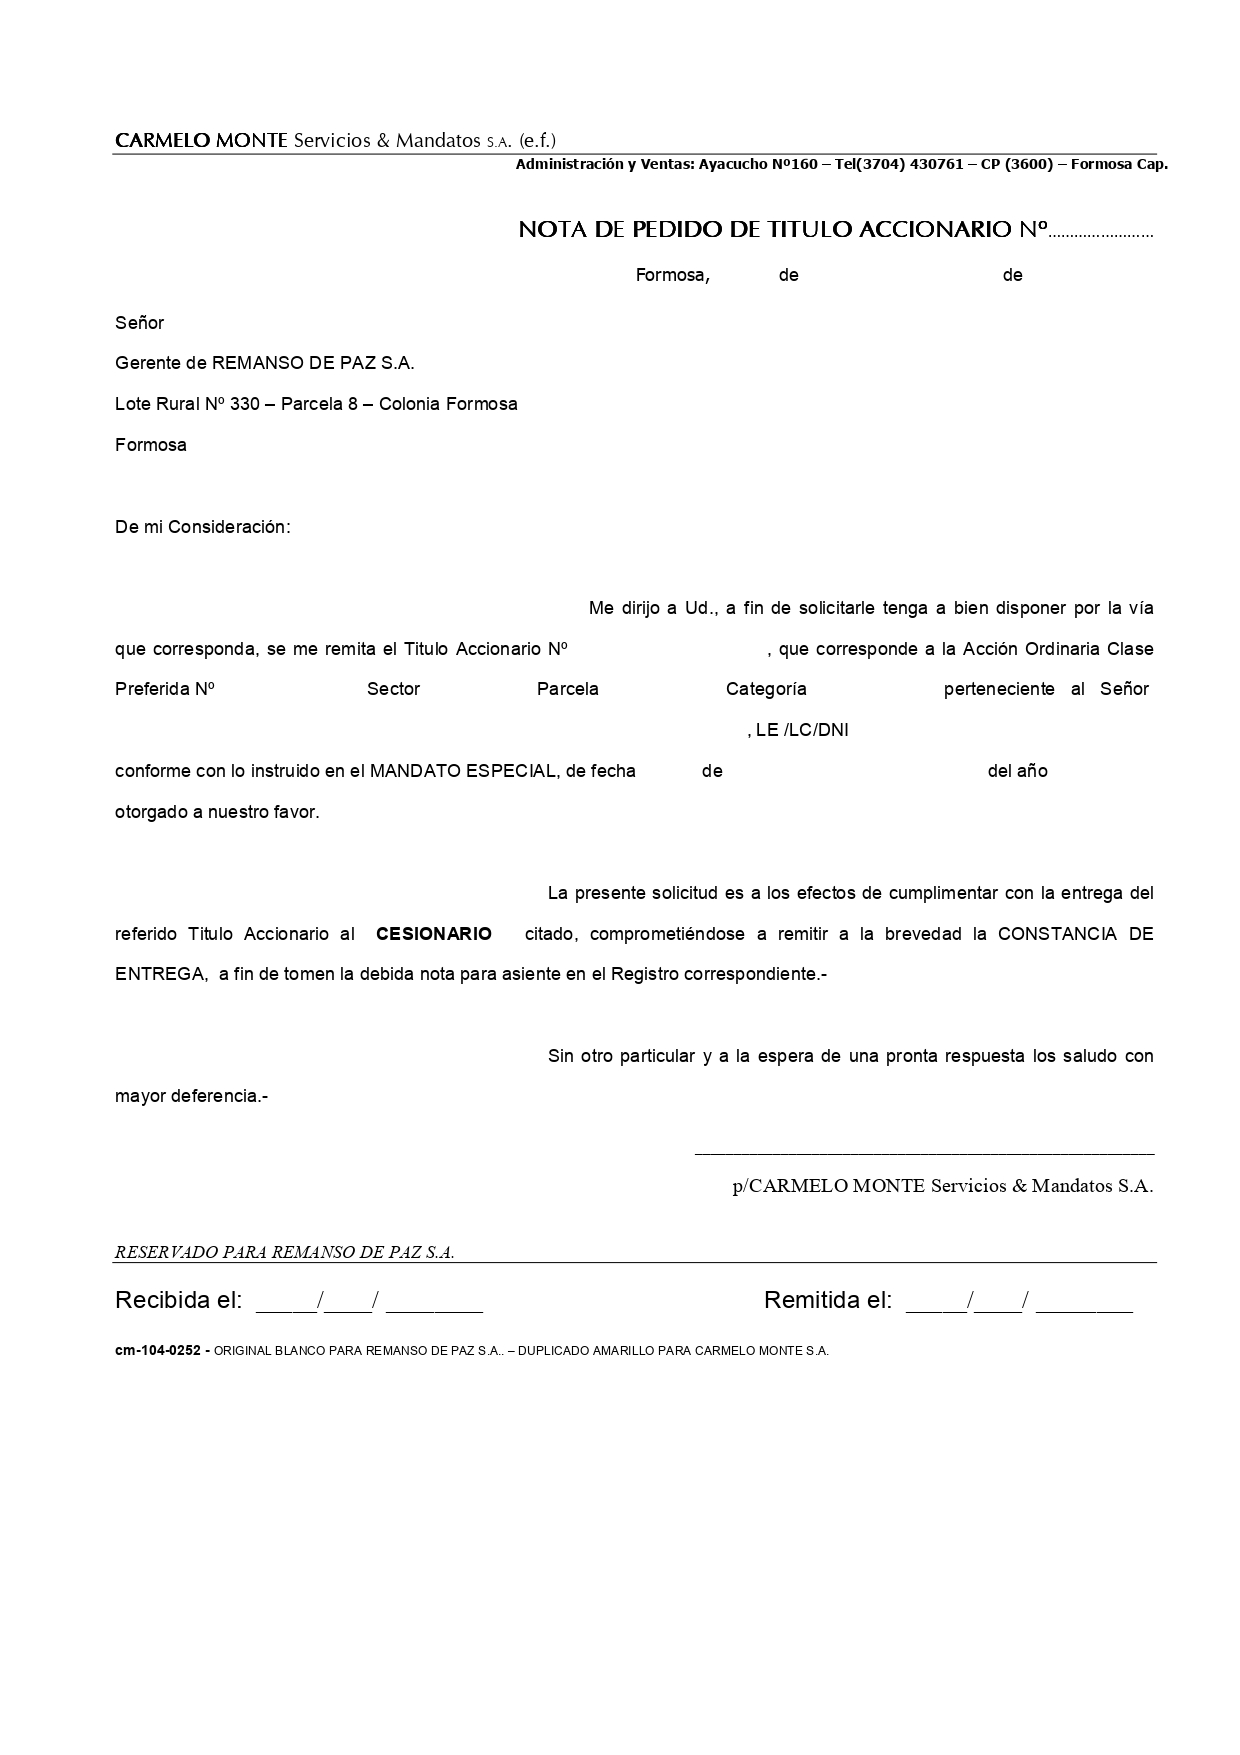 CARMELO MONTE Servicios & Mandatos S.A. (e.f.)
Administración y Ventas: Ayacucho Nº160 – Tel(3704) 430761 – CP (3600) – Formosa Cap.
NOTA DE PEDIDO DE TITULO ACCIONARIO Nº........................
Formosa, de de
Señor
Gerente de REMANSO DE PAZ S.A.
Lote Rural Nº 330 – Parcela 8 – Colonia Formosa
Formosa
De mi Consideración:
Me dirijo a Ud., a fin de solicitarle tenga a bien disponer por la vía
que corresponda, se me remita el Titulo Accionario Nº , que corresponde a la Acción Ordinaria Clase
Preferida Nº Sector Parcela Categoría perteneciente al Señor
, LE /LC/DNI
conforme con lo instruido en el MANDATO ESPECIAL, de fecha de del año
otorgado a nuestro favor.
La presente solicitud es a los efectos de cumplimentar con la entrega del
referido Titulo Accionario al CESIONARIO citado, comprometiéndose a remitir a la brevedad la CONSTANCIA DE
ENTREGA, a fin de tomen la debida nota para asiente en el Registro correspondiente.-
Sin otro particular y a la espera de una pronta respuesta los saludo con
mayor deferencia.-
p/CARMELO MONTE Servicios & Mandatos S.A.
RESERVADO PARA REMANSO DE PAZ S.A.
Recibida el: _____/____/ ________ Remitida el: _____/____/ ________
cm-104-0252 - ORIGINAL BLANCO PARA REMANSO DE PAZ S.A.. – DUPLICADO AMARILLO PARA CARMELO MONTE S.A.